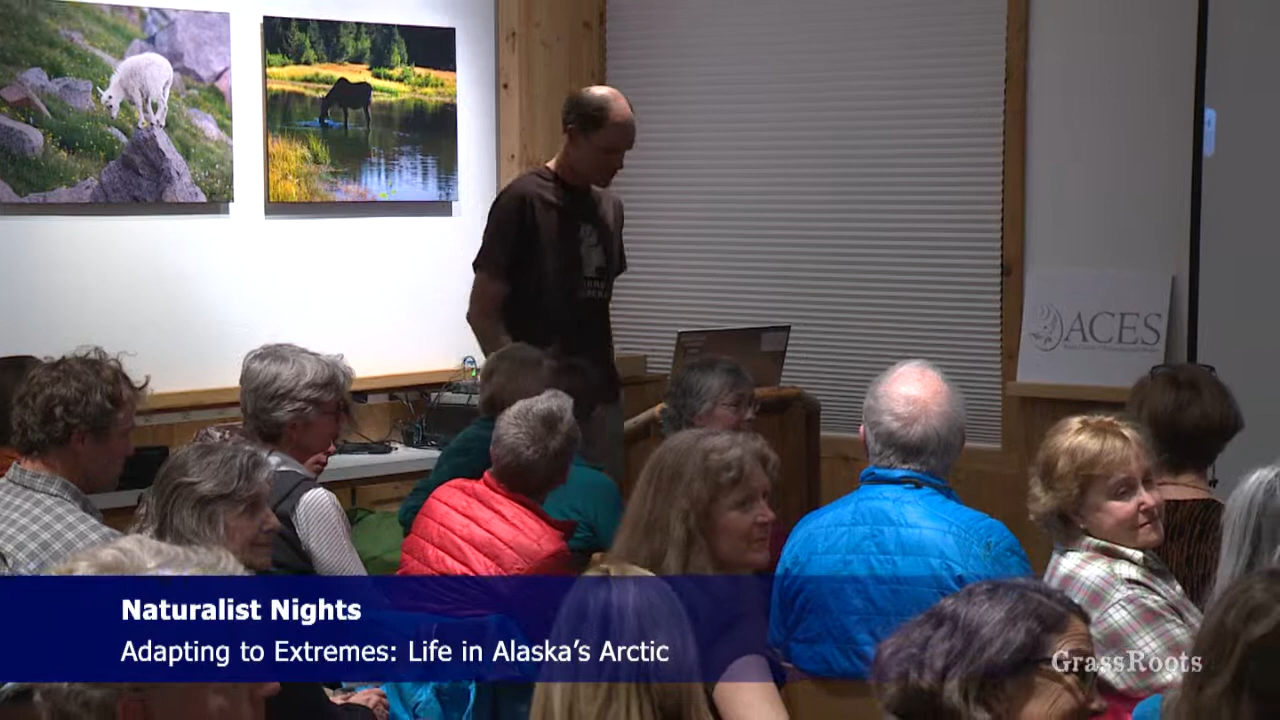 ACES
Naturalist Nights
Adapting to Extremes: Life in Alaska's Arctic
GrassRoots